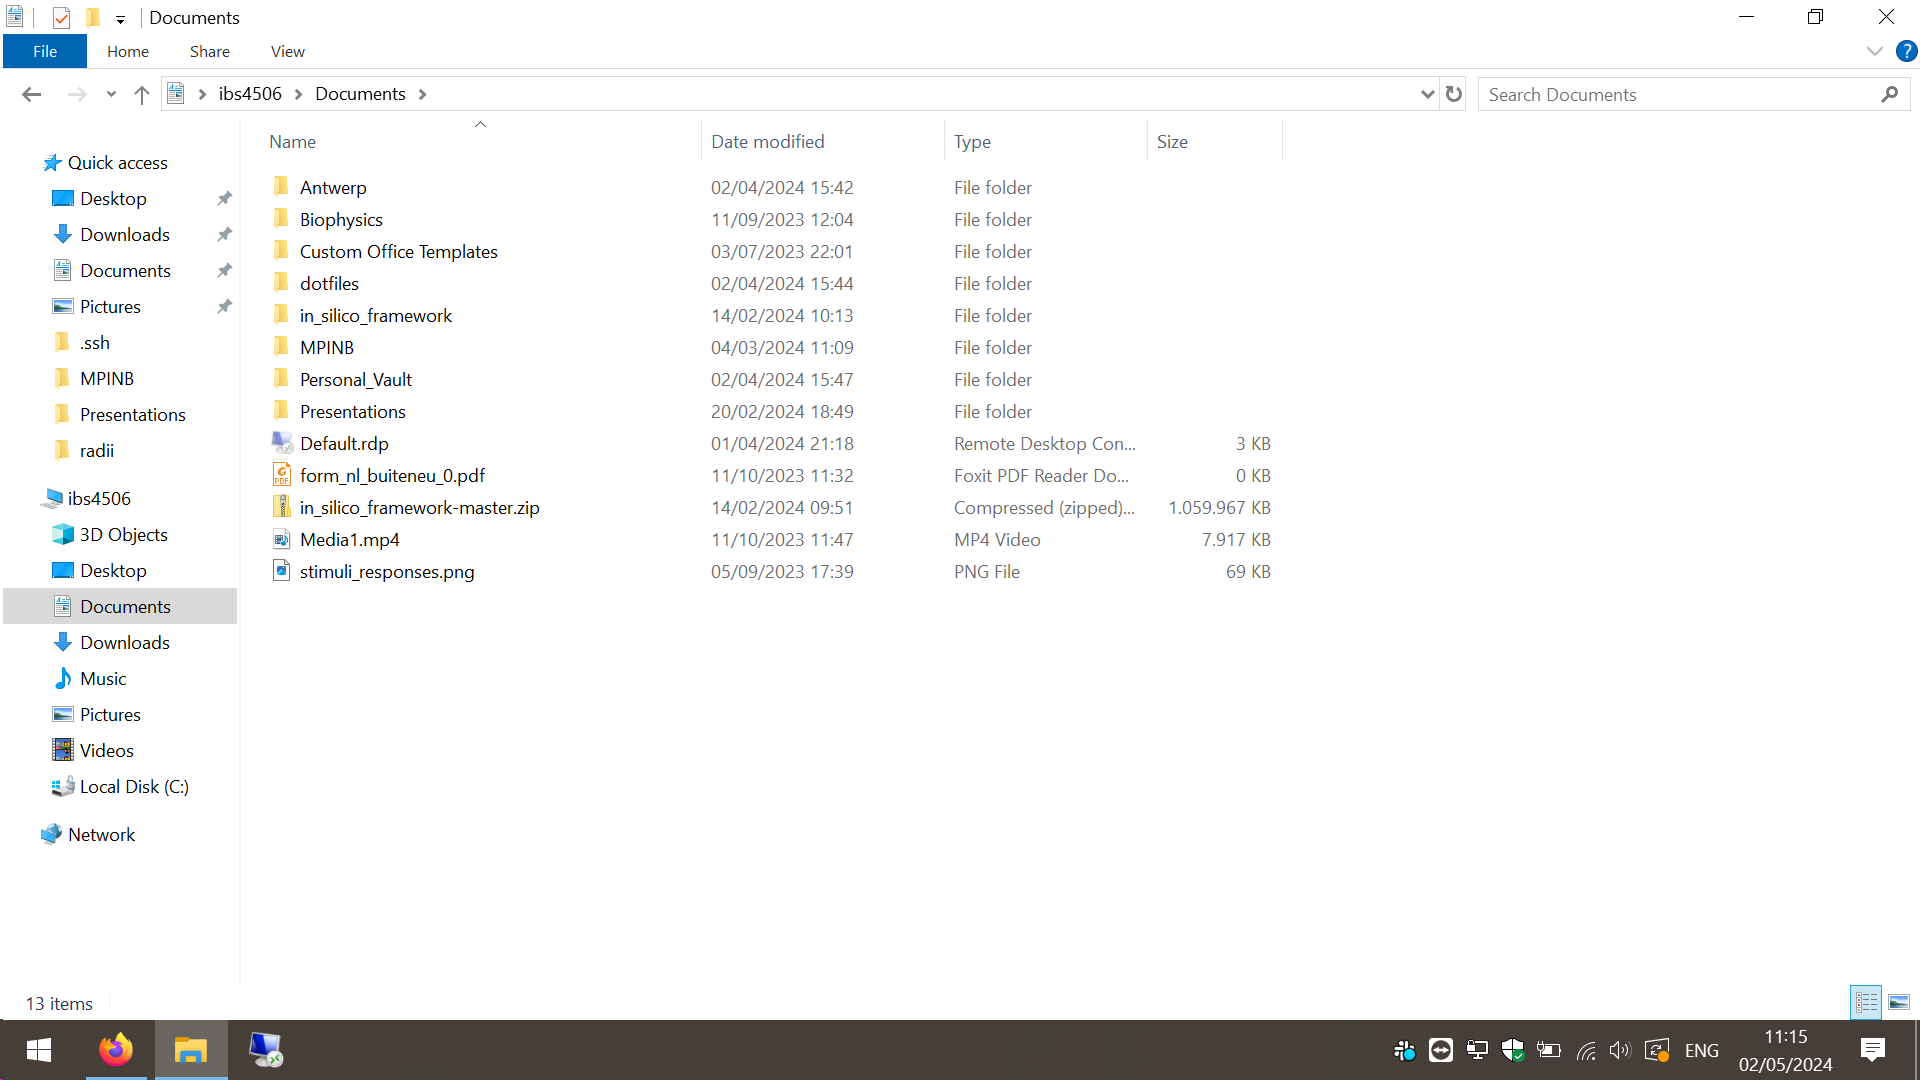 Documents
File Home Share View
ibs4506 Documents
Search Documents
Name Date modified Type Size
Quick access
Desktop
Downloads
Documents
Pictures
.ssh
MPINB
Presentations
radii
ibs4506
3D Objects
Desktop
Documents
Downloads
Music
Pictures
Videos
Local Disk (C:)
Network
Antwerp 02/04/2024 15:42 File folder
Biophysics 11/09/2023 12:04 File folder
Custom Office Templates 03/07/2023 22:01 File folder
dotfiles 02/04/2024 15:44 File folder
in_silico_framework 14/02/2024 10:13 File folder
MPINB 04/03/2024 11:09 File folder
Personal_Vault 02/04/2024 15:47 File folder
Presentations 20/02/2024 18:49 File folder
Default.rdp 01/04/2024 21:18 Remote Desktop Con... 3 KB
form_nl_buiteneu_0.pdf 11/10/2023 11:32 Foxit PDF Reader Do... 0 KB
in_silico_framework-master.zip 14/02/2024 09:51 Compressed (zipped)... 1.059.967 KB
Media1.mp4 11/10/2023 11:47 MP4 Video 7.917 KB
stimuli_responses.png 05/09/2023 17:39 PNG File 69 KB
13 items
ENG
11:15
02/05/2024